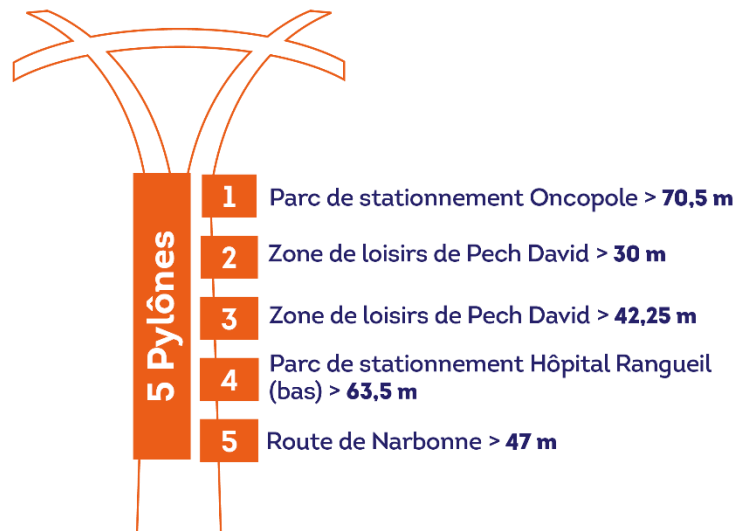 5 Pylônes
1 Parc de stationnement Oncopole > 70,5 m
2 Zone de loisirs de Pech David > 30 m
3 Zone de loisirs de Pech David > 42,25 m
4 Parc de stationnement Hôpital Rangueil
(bas) > 63,5 m
5 Route de Narbonne > 47 m